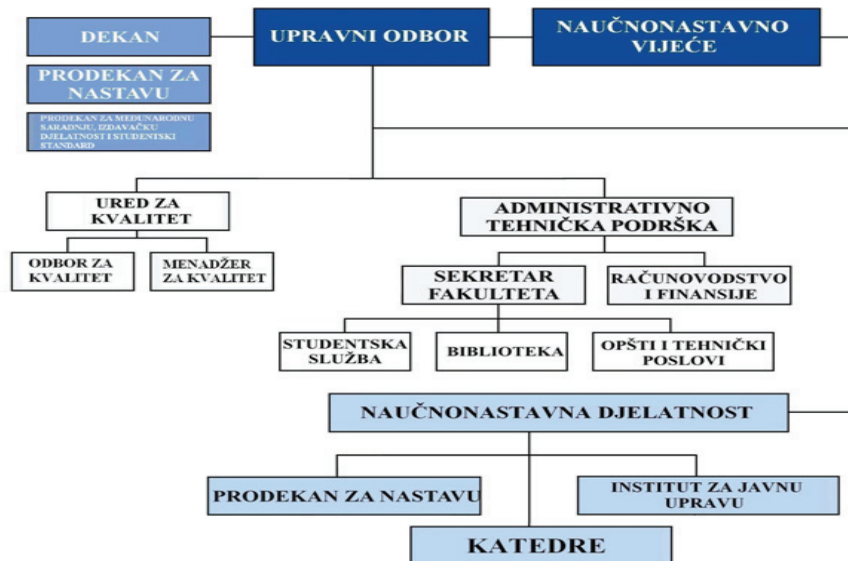 DEKAN
UPRAVNI ODBOR
NAUČNONASTAVNO
VIJEĆE
PRODEKAN ZA
NASTAVU
PRODEKAN ZA MEĐUNARODNU
SARADNJU, IZDAVAČKU
DJELATNOST I STUDENTSKI
STANDARD
URED ZA
KVALITET
ADMINISTRATIVNO
TEHNIČKA PODRŠKA
ODBOR ZA
KVALITET
MENADŽER
ZA KVALITET
SEKRETAR
FAKULTETA
RAČUNOVODSTVO
I FINANSIJE
STUDENTSKA
SLUŽBA
BIBLIOTEKA
OPŠTI I TEHNIČKI
POSLOVI
NAUČNONASTAVNA DJELATNOST
PRODEKAN ZA NASTAVU
INSTITUT ZA JAVNU
UPRAVU
KATEDRE